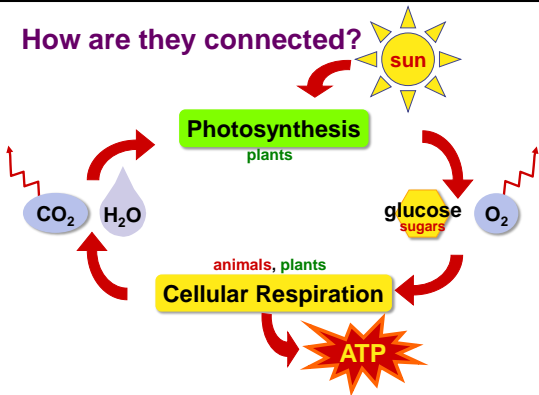 How are they connected?
sun
Photosynthesis
plants
CO₂
H₂O
glucose
sugars
O₂
animals, plants
Cellular Respiration
ATP